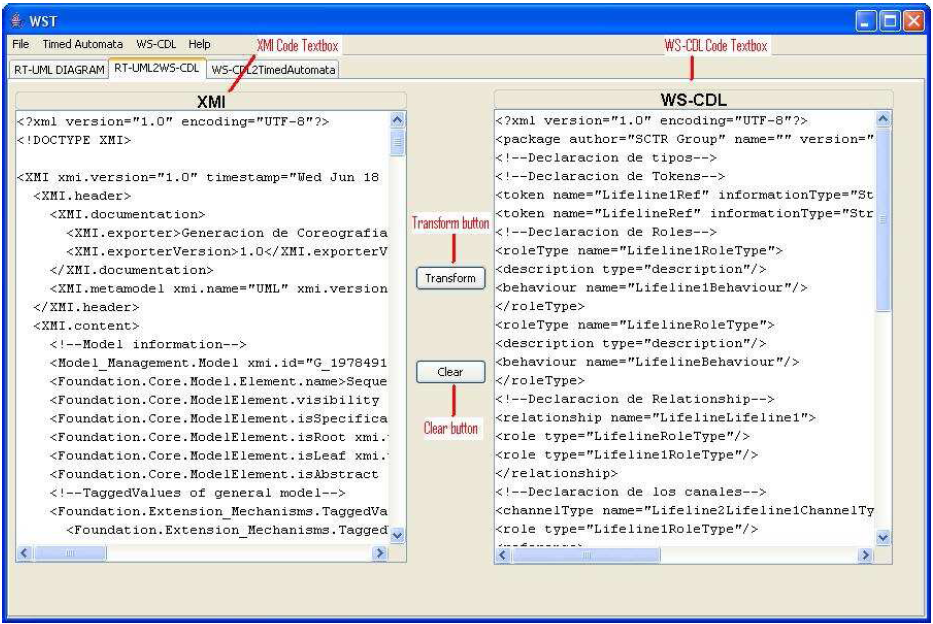 WST
File Timed Automata WS-CDL Help
XMI Code Textbox
WS-CDL Code Textbox
RT-UML DIAGRAM RT-UML2WS-CDL WS-CDL2TimedAutomata
XMI
<?xml version="1.0" encoding="UTF-8"?>
<!DOCTYPE XMI>
<XMI xmi.version="1.0" timestamp="Wed Jun 18
<XMI.header>
<XMI.documentation>
<XMI.exporter>Generacion de Coreografia
<XMI.exporterVersion>1.0</XMI.exporterV
</XMI.documentation>
<XMI.metamodel xmi.name="UML" xmi.version
</XMI.header>
<XMI.content>
<!--Model information-->
<Model_Management.Model xmi.id="G_1978491
<Foundation.Core.Model.Element.name>Seque
<Foundation.Core.ModelElement.visibility
<Foundation.Core.ModelElement.isSpecifica
<Foundation.Core.ModelElement.isRoot xmi.
<Foundation.Core.ModelElement.isLeaf xmi.
<Foundation.Core.ModelElement.isAbstract
<!--TaggedValues of general model-->
<Foundation.Extension_Mechanisms.TaggedVa
<Foundation.Extension_Mechanisms.Tagged
Transform button
Transform
Clear
Clear button
WS-CDL
<?xml version="1.0" encoding="UTF-8"?>
<package author="SCTR Group" name="" version="
<!--Declaracion de tipos-->
<!--Declaracion de Tokens-->
<token name="Lifeline1Ref" informationType="St
<token name="LifelineRef" informationType="Str
<!--Declaracion de Roles-->
<roleType name="Lifeline1RoleType">
<description type="description"/>
<behaviour name="Lifeline1Behaviour"/>
</roleType>
<roleType name="LifelineRoleType">
<description type="description"/>
<behaviour name="LifelineBehaviour"/>
</roleType>
<!--Declaracion de Relationship-->
<relationship name="LifelineLifeline1">
<role type="LifelineRoleType"/>
<role type="Lifeline1RoleType"/>
</relationship>
<!--Declaracion de los canales-->
<channelType name="Lifeline2Lifeline1ChannelTy
<role type="Lifeline1RoleType"/>